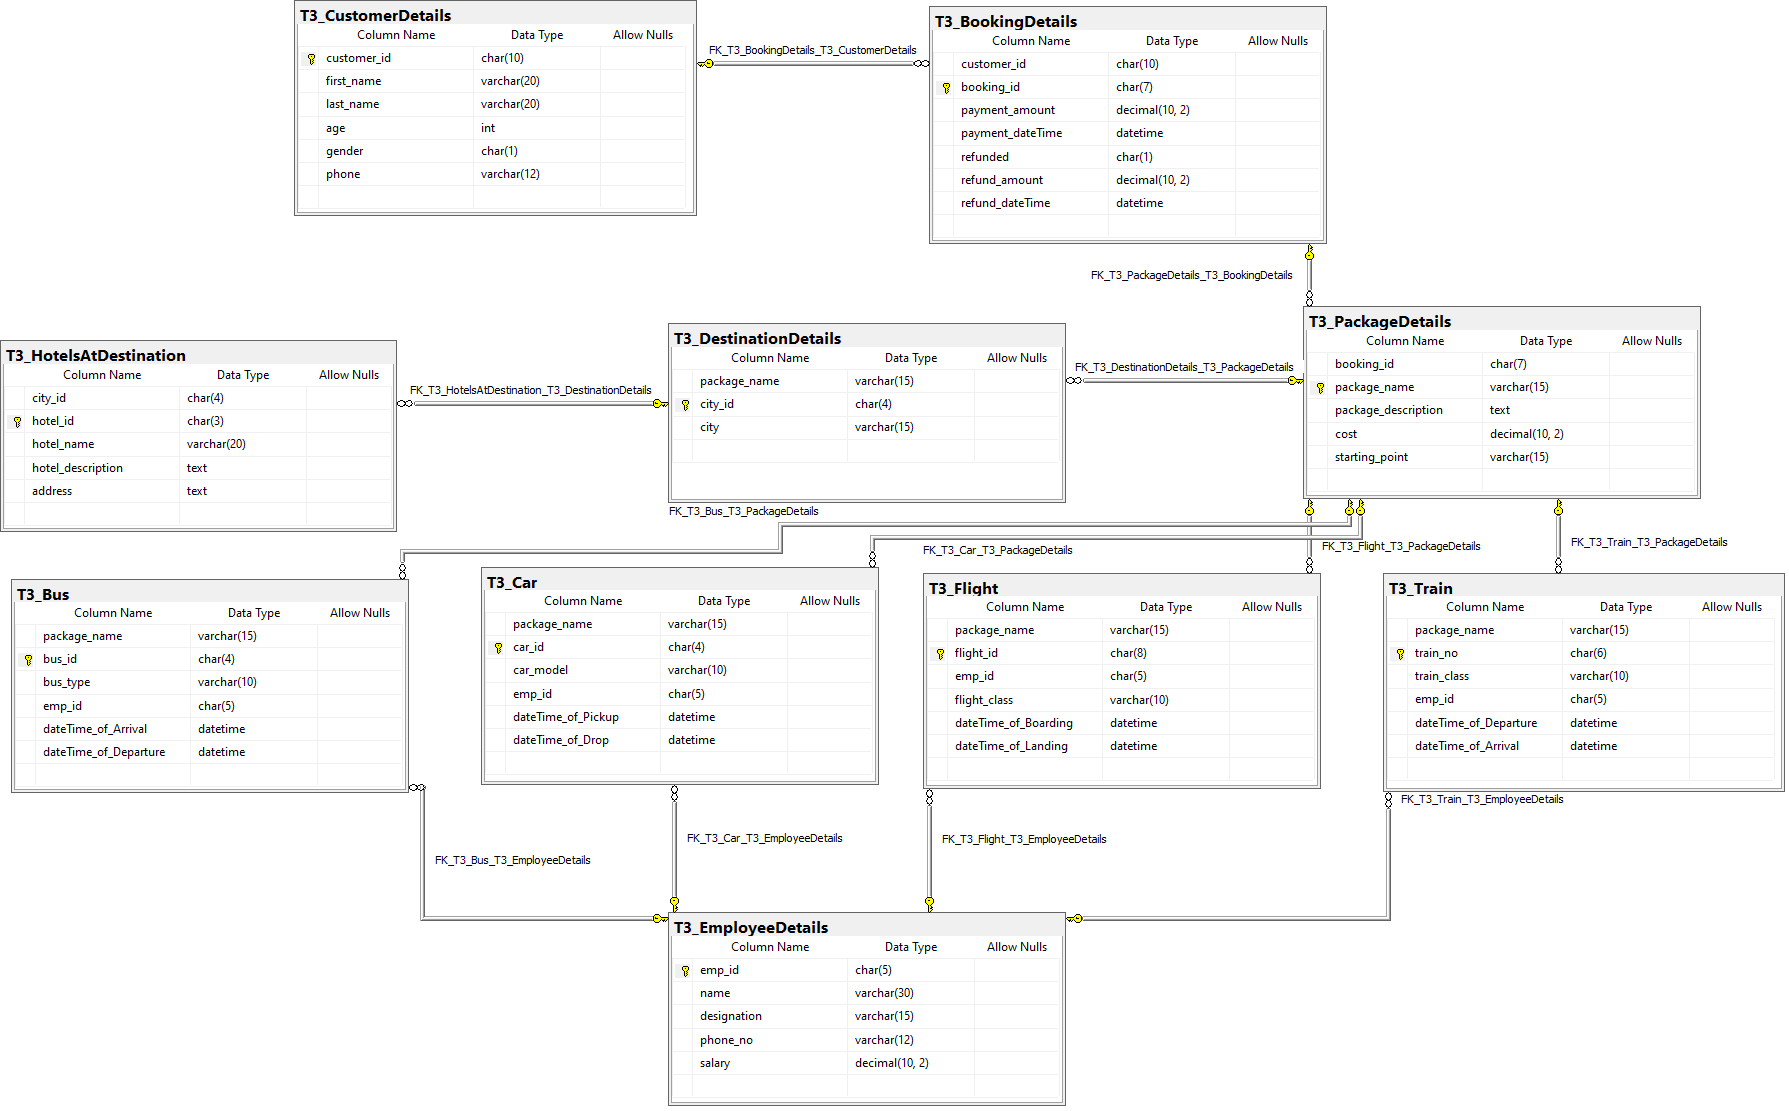 T3_CustomerDetails
Column Name Data Type Allow Nulls
customer_id char(10)
first_name varchar(20)
last_name varchar(20)
age int
gender char(1)
phone varchar(12)
FK_T3_BookingDetails_T3_CustomerDetails
T3_BookingDetails
Column Name Data Type Allow Nulls
customer_id char(10)
booking_id char(7)
payment_amount decimal(10, 2)
payment_dateTime datetime
refunded char(1)
refund_amount decimal(10, 2)
refund_dateTime datetime
FK_T3_PackageDetails_T3_BookingDetails
T3_HotelsAtDestination
Column Name Data Type Allow Nulls
city_id char(4)
hotel_id char(3)
hotel_name varchar(20)
hotel_description text
address text
FK_T3_HotelsAtDestination_T3_DestinationDetails
T3_DestinationDetails
Column Name Data Type Allow Nulls
package_name varchar(15)
city_id char(4)
city varchar(15)
FK_T3_DestinationDetails_T3_PackageDetails
T3_PackageDetails
Column Name Data Type Allow Nulls
booking_id char(7)
package_name varchar(15)
package_description text
cost decimal(10, 2)
starting_point varchar(15)
FK_T3_Bus_T3_PackageDetails
FK_T3_Car_T3_PackageDetails
FK_T3_Flight_T3_PackageDetails
FK_T3_Train_T3_PackageDetails
T3_Bus
Column Name Data Type Allow Nulls
package_name varchar(15)
bus_id char(4)
bus_type varchar(10)
emp_id char(5)
dateTime_of_Arrival datetime
dateTime_of_Departure datetime
T3_Car
Column Name Data Type Allow Nulls
package_name varchar(15)
car_id char(4)
car_model varchar(10)
emp_id char(5)
dateTime_of_Pickup datetime
dateTime_of_Drop datetime
T3_Flight
Column Name Data Type Allow Nulls
package_name varchar(15)
flight_id char(8)
emp_id char(5)
flight_class varchar(10)
dateTime_of_Boarding datetime
dateTime_of_Landing datetime
T3_Train
Column Name Data Type Allow Nulls
package_name varchar(15)
train_no char(6)
train_class varchar(10)
emp_id char(5)
dateTime_of_Departure datetime
dateTime_of_Arrival datetime
FK_T3_Bus_T3_EmployeeDetails
FK_T3_Car_T3_EmployeeDetails
FK_T3_Flight_T3_EmployeeDetails
FK_T3_Train_T3_EmployeeDetails
T3_EmployeeDetails
Column Name Data Type Allow Nulls
emp_id char(5)
name varchar(30)
designation varchar(15)
phone_no varchar(12)
salary decimal(10, 2)